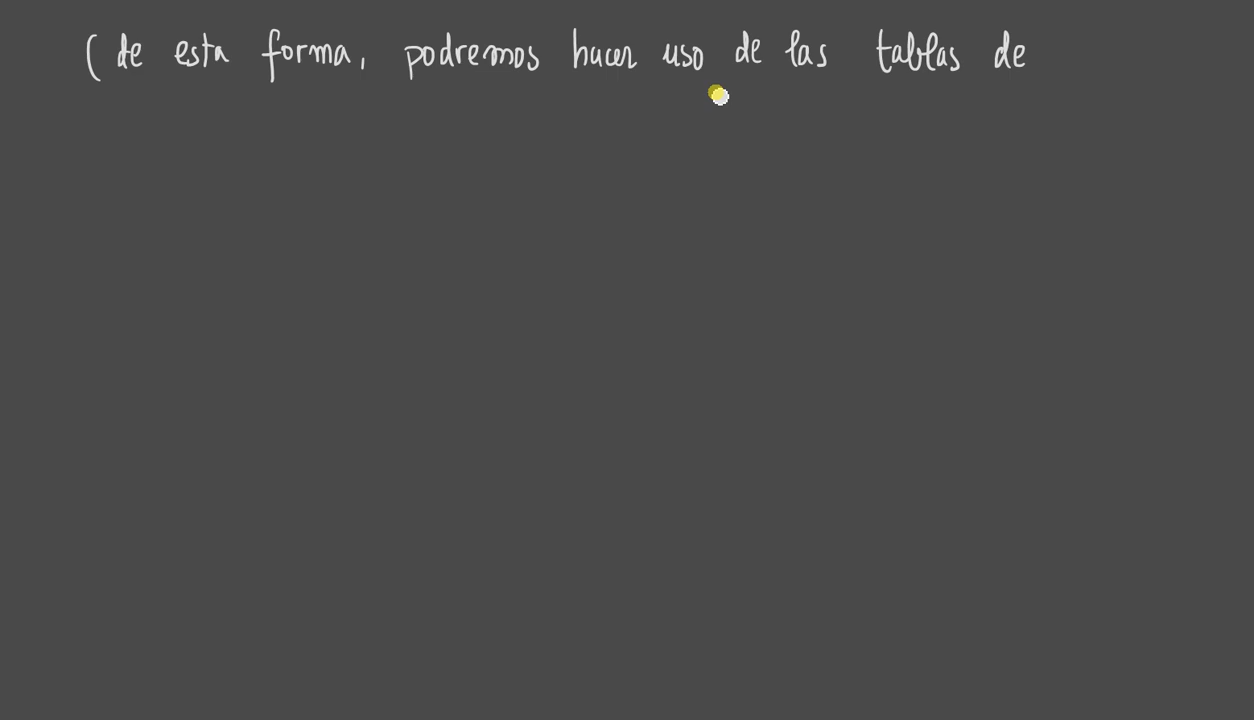 ( de esta forma, podremos hacer uso de las tablas de